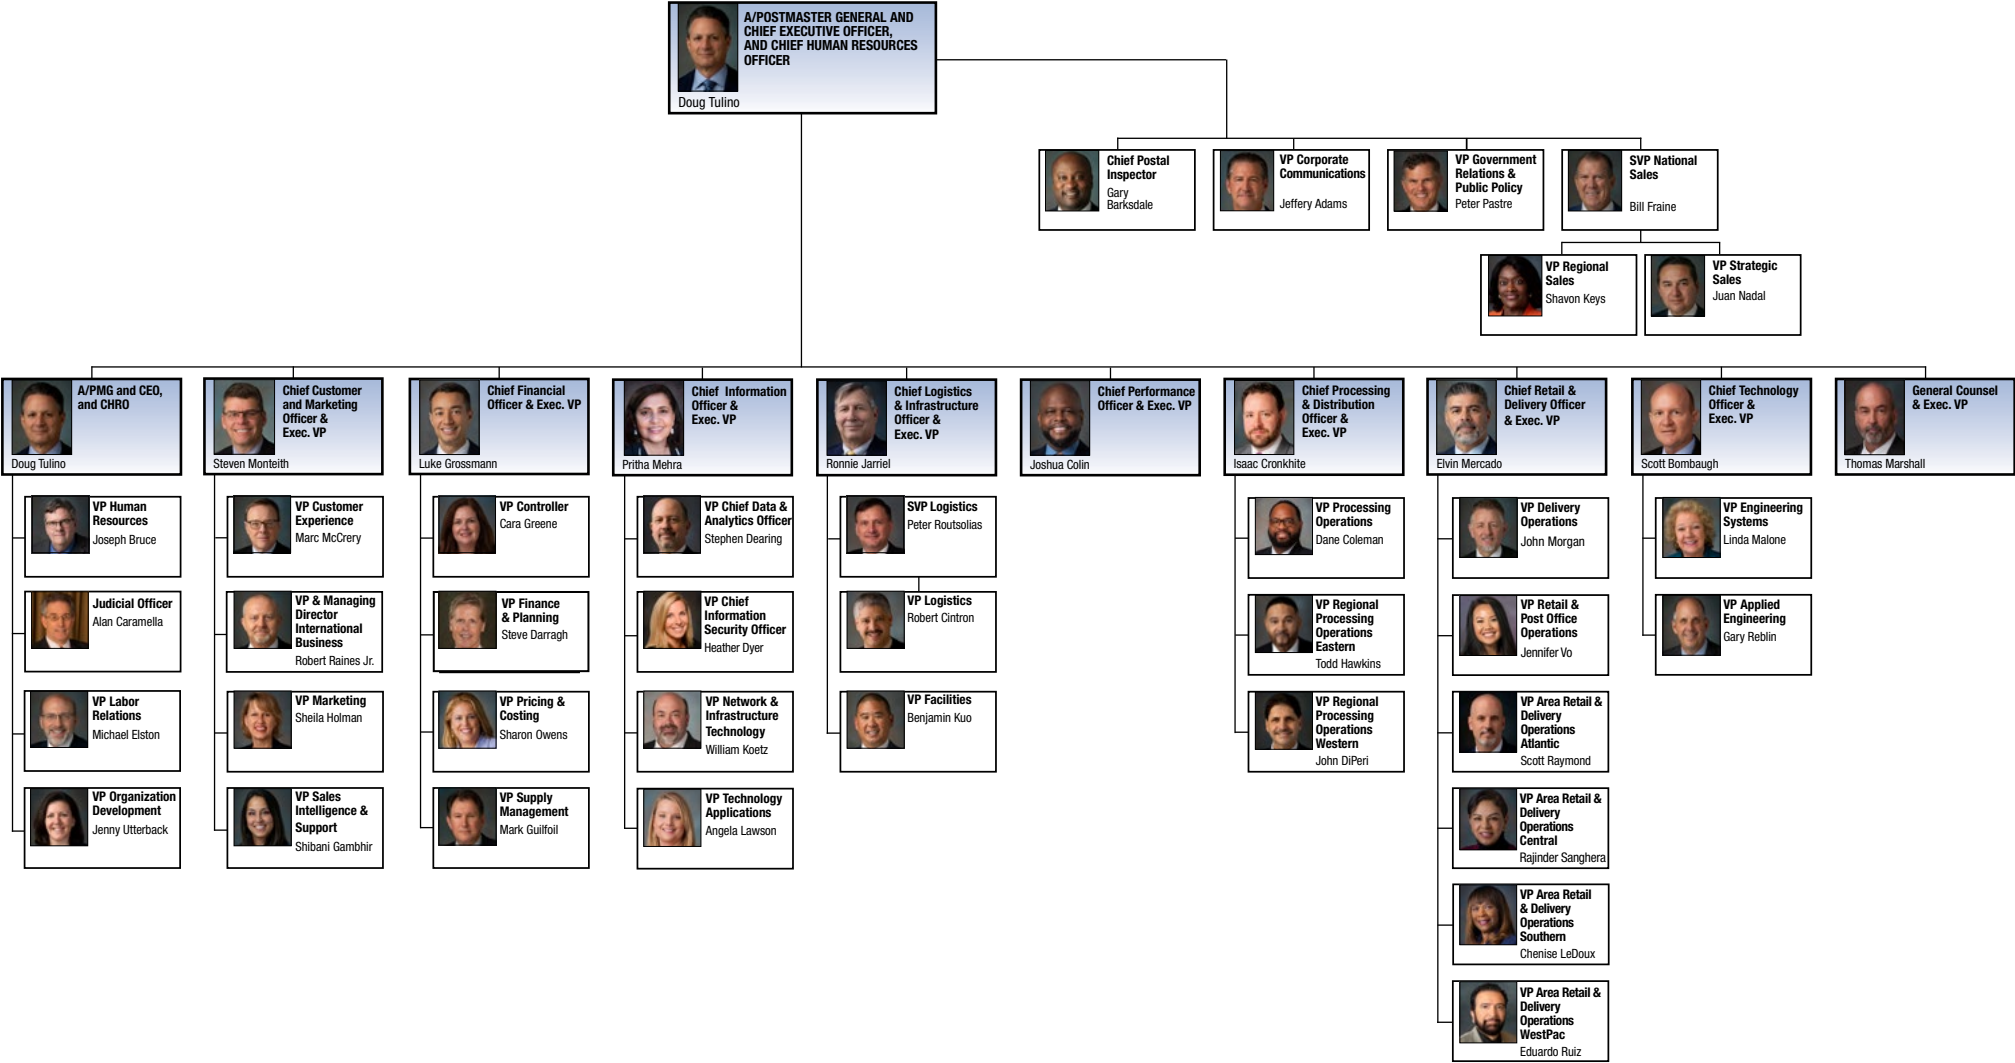 A/POSTMASTER GENERAL AND
CHIEF EXECUTIVE OFFICER,
AND CHIEF HUMAN RESOURCES
OFFICER
Doug Tulino
Chief Postal
Inspector
Gary
Barksdale
VP Corporate
Communications
Jeffery Adams
VP Government
Relations &
Public Policy
Peter Pastre
SVP National
Sales
Bill Fraine
VP Regional
Sales
Shavon Keys
VP Strategic
Sales
Juan Nadal
A/PMG and CEO,
and CHRO
Doug Tulino
VP Human
Resources
Joseph Bruce
Judicial Officer
Alan Caramella
VP Labor
Relations
Michael Elston
VP Organization
Development
Jenny Utterback
Chief Customer
and Marketing
Officer &
Exec. VP
Steven Monteith
VP Customer
Experience
Marc McCrery
VP & Managing
Director
International
Business
Robert Raines Jr.
VP Marketing
Sheila Holman
VP Sales
Intelligence &
Support
Shibani Gambhir
Chief Financial
Officer & Exec. VP
Luke Grossmann
VP Controller
Cara Greene
VP Finance
& Planning
Steve Darragh
VP Pricing &
Costing
Sharon Owens
VP Supply
Management
Mark Guilfoil
Chief Information
Officer &
Exec. VP
Pritha Mehra
VP Chief Data &
Analytics Officer
Stephen Dearing
VP Chief
Information
Security Officer
Heather Dyer
VP Network &
Infrastructure
Technology
William Koetz
VP Technology
Applications
Angela Lawson
Chief Logistics
& Infrastructure
Officer &
Exec. VP
Ronnie Jarriel
SVP Logistics
Peter Routsolias
VP Logistics
Robert Cintron
VP Facilities
Benjamin Kuo
Chief Performance
Officer & Exec. VP
Joshua Colin
Chief Processing
& Distribution
Officer &
Exec. VP
Isaac Cronkhite
VP Processing
Operations
Dane Coleman
VP Regional
Processing
Operations
Eastern
Todd Hawkins
VP Regional
Processing
Operations
Western
John DiPeri
Chief Retail &
Delivery Officer
& Exec. VP
Elvin Mercado
VP Delivery
Operations
John Morgan
VP Retail &
Post Office
Operations
Jennifer Vo
VP Area Retail &
Delivery
Operations
Atlantic
Scott Raymond
VP Area Retail &
Delivery
Operations
Central
Rajinder Sanghera
VP Area Retail
& Delivery
Operations
Southern
Chenise LeDoux
VP Area Retail &
Delivery
Operations
WestPac
Eduardo Ruiz
Chief Technology
Officer &
Exec. VP
Scott Bombaugh
VP Engineering
Systems
Linda Malone
VP Applied
Engineering
Gary Reblin
General Counsel
& Exec. VP
Thomas Marshall